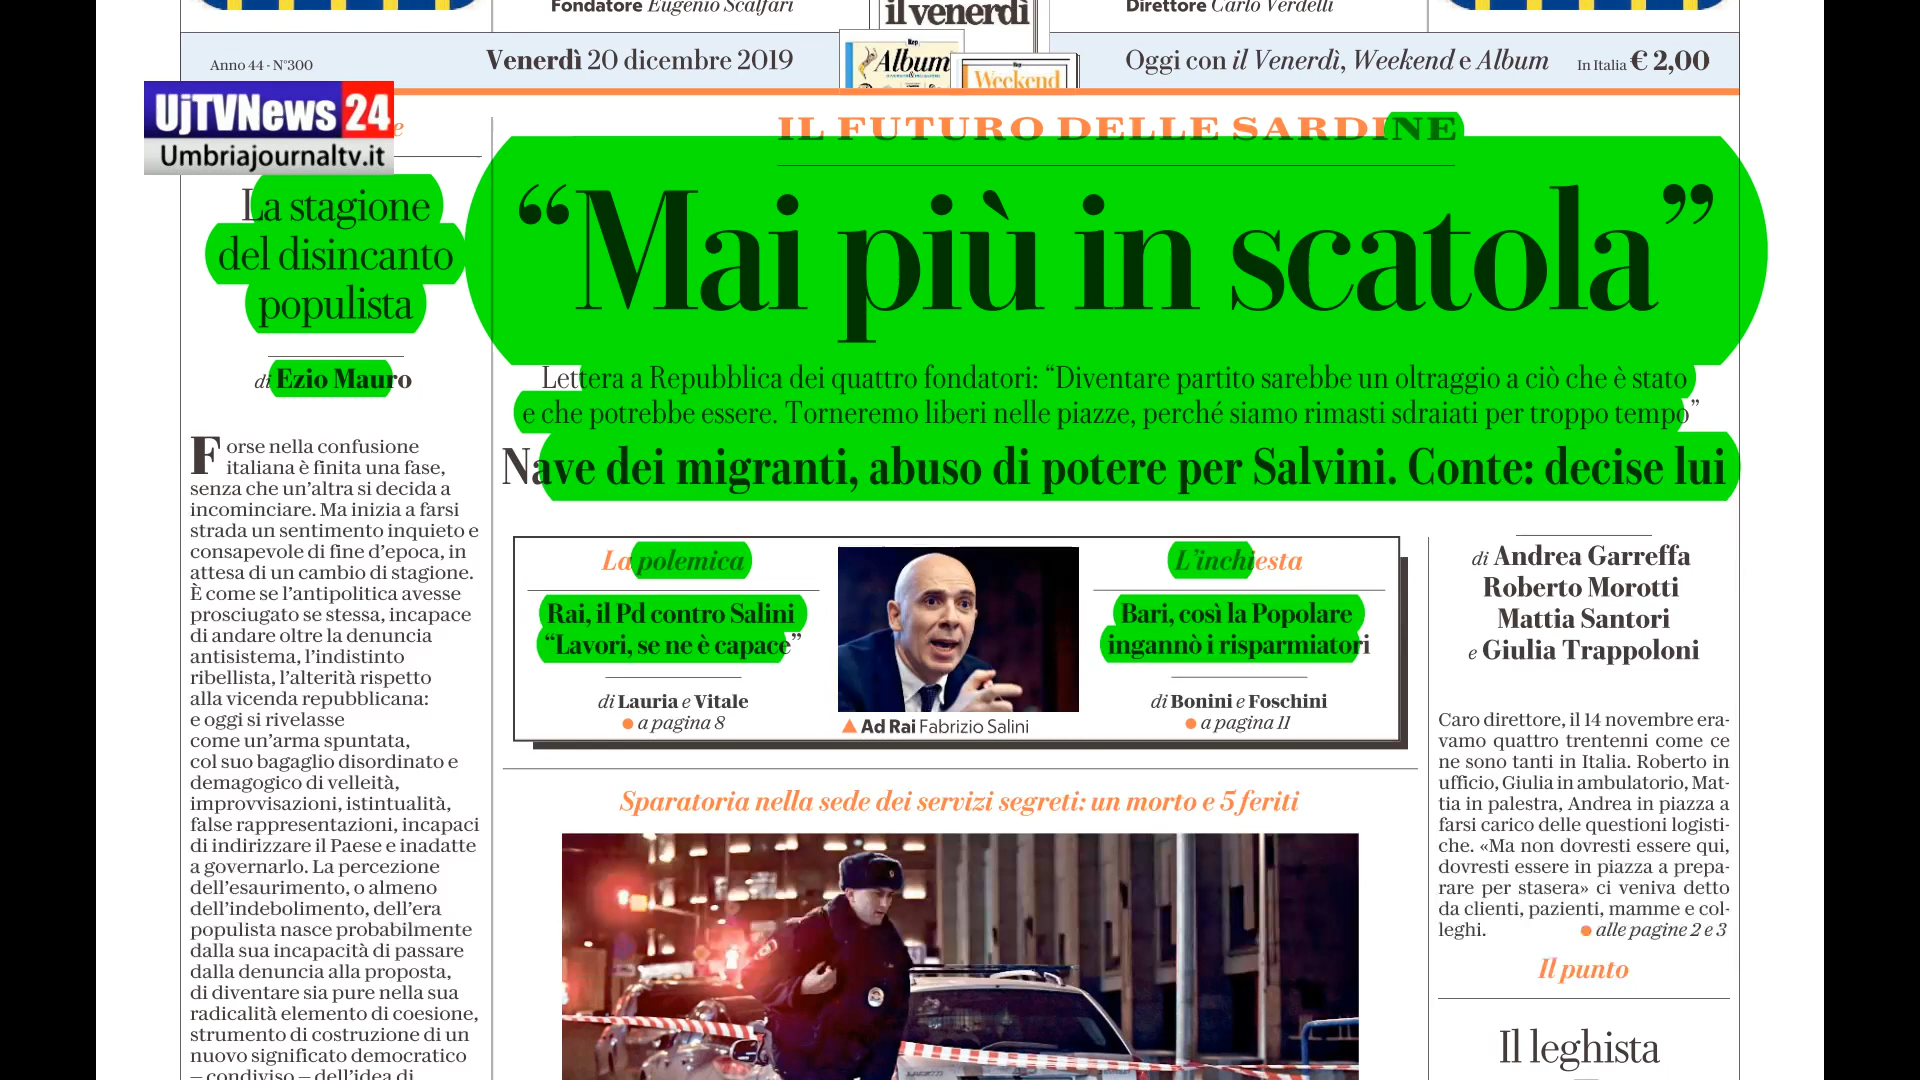 Fondatore Eugenio Scalfari
il venerdì
Direttore Carlo Verdelli
Anno 44 - N°300
Venerdì 20 dicembre 2019
Rep
Album
Weekend
Oggi con il Venerdì, Weekend e Album
In Italia € 2,00
UjTVNews 24
Umbriajournaltv.it
La stagione
del disincanto
populista
di Ezio Mauro
Forse nella confusione
italiana è finita una fase,
senza che un’altra si decida a
incominciare. Ma inizia a farsi
strada un sentimento inquieto e
consapevole di fine d’epoca, in
attesa di un cambio di stagione.
È come se l’antipolitica avesse
prosciugato se stessa, incapace
di andare oltre la denuncia
antisistema, l’indistinto
ribellista, l’alterità rispetto
alla vicenda repubblicana:
e oggi si rivelasse
come un’arma spuntata,
col suo bagaglio disordinato e
demagogico di velleità,
improvvisazioni, istintualità,
false rappresentazioni, incapaci
di indirizzare il Paese e inadatte
a governarlo. La percezione
dell’esaurimento, o almeno
dell’indebolimento, dell’era
populista nasce probabilmente
dalla sua incapacità di passare
dalla denuncia alla proposta,
di diventare sia pure nella sua
radicalità elemento di coesione,
strumento di costruzione di un
nuovo significato democratico
– condiviso – dell’idea di
IL FUTURO DELLE SARDINE
“Mai più in scatola”
Lettera a Repubblica dei quattro fondatori: “Diventare partito sarebbe un oltraggio a ciò che è stato
e che potrebbe essere. Torneremo liberi nelle piazze, perché siamo rimasti sdraiati per troppo tempo”
Nave dei migranti, abuso di potere per Salvini. Conte: decise lui
La polemica
Rai, il Pd contro Salini
“Lavori, se ne è capace”
di Lauria e Vitale
a pagina 8
Ad Rai Fabrizio Salini
L’inchiesta
Bari, così la Popolare
ingannò i risparmiatori
di Bonini e Foschini
a pagina 11
Sparatoria nella sede dei servizi segreti: un morto e 5 feriti
di Andrea Garreffa
Roberto Morotti
Mattia Santori
e Giulia Trappoloni
Caro direttore, il 14 novembre era-
vamo quattro trentenni come ce
ne sono tanti in Italia. Roberto in
ufficio, Giulia in ambulatorio, Mat-
tia in palestra, Andrea in piazza a
farsi carico delle questioni logisti-
che. «Ma non dovresti essere qui,
dovresti essere in piazza a prepa-
rare per stasera» ci veniva detto
da clienti, pazienti, mamme e col-
leghi.
alle pagine 2 e 3
Il punto
Il leghista